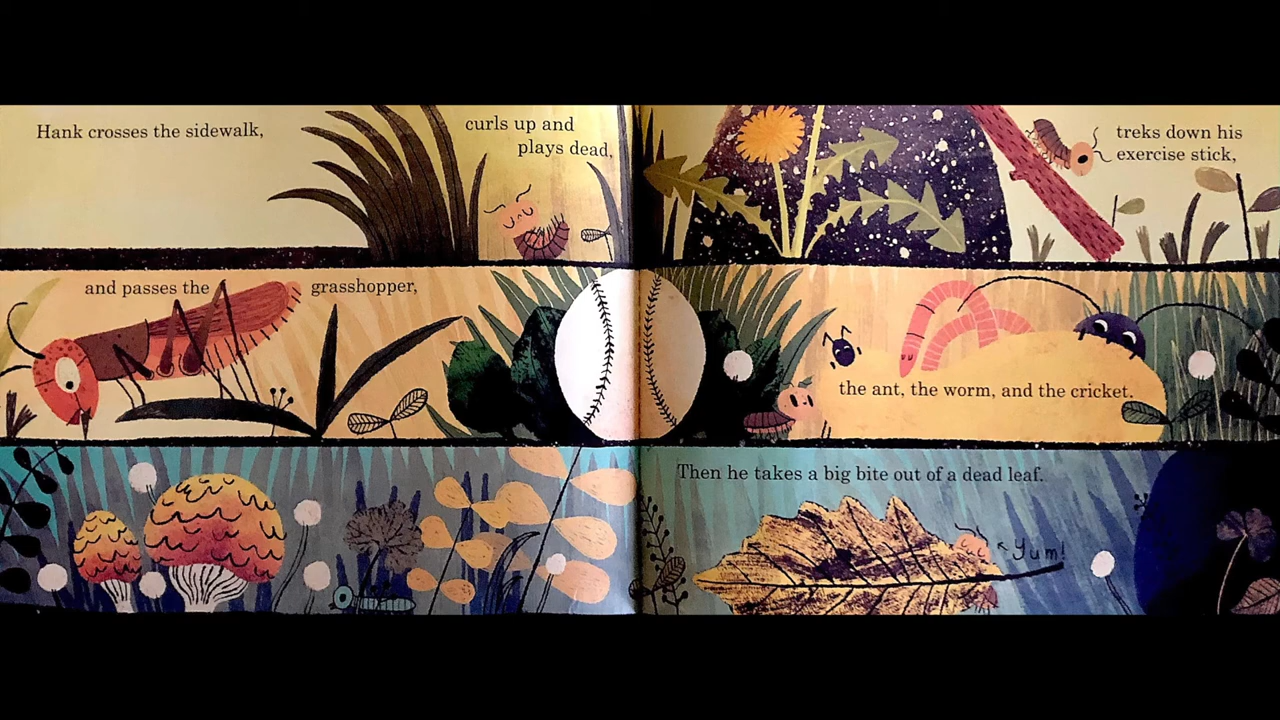 Hank crosses the sidewalk,
curls up and
plays dead,
treks down his
exercise stick,
and passes the grasshopper,
the ant, the worm, and the cricket.
Then he takes a big bite out of a dead leaf.
Yum!